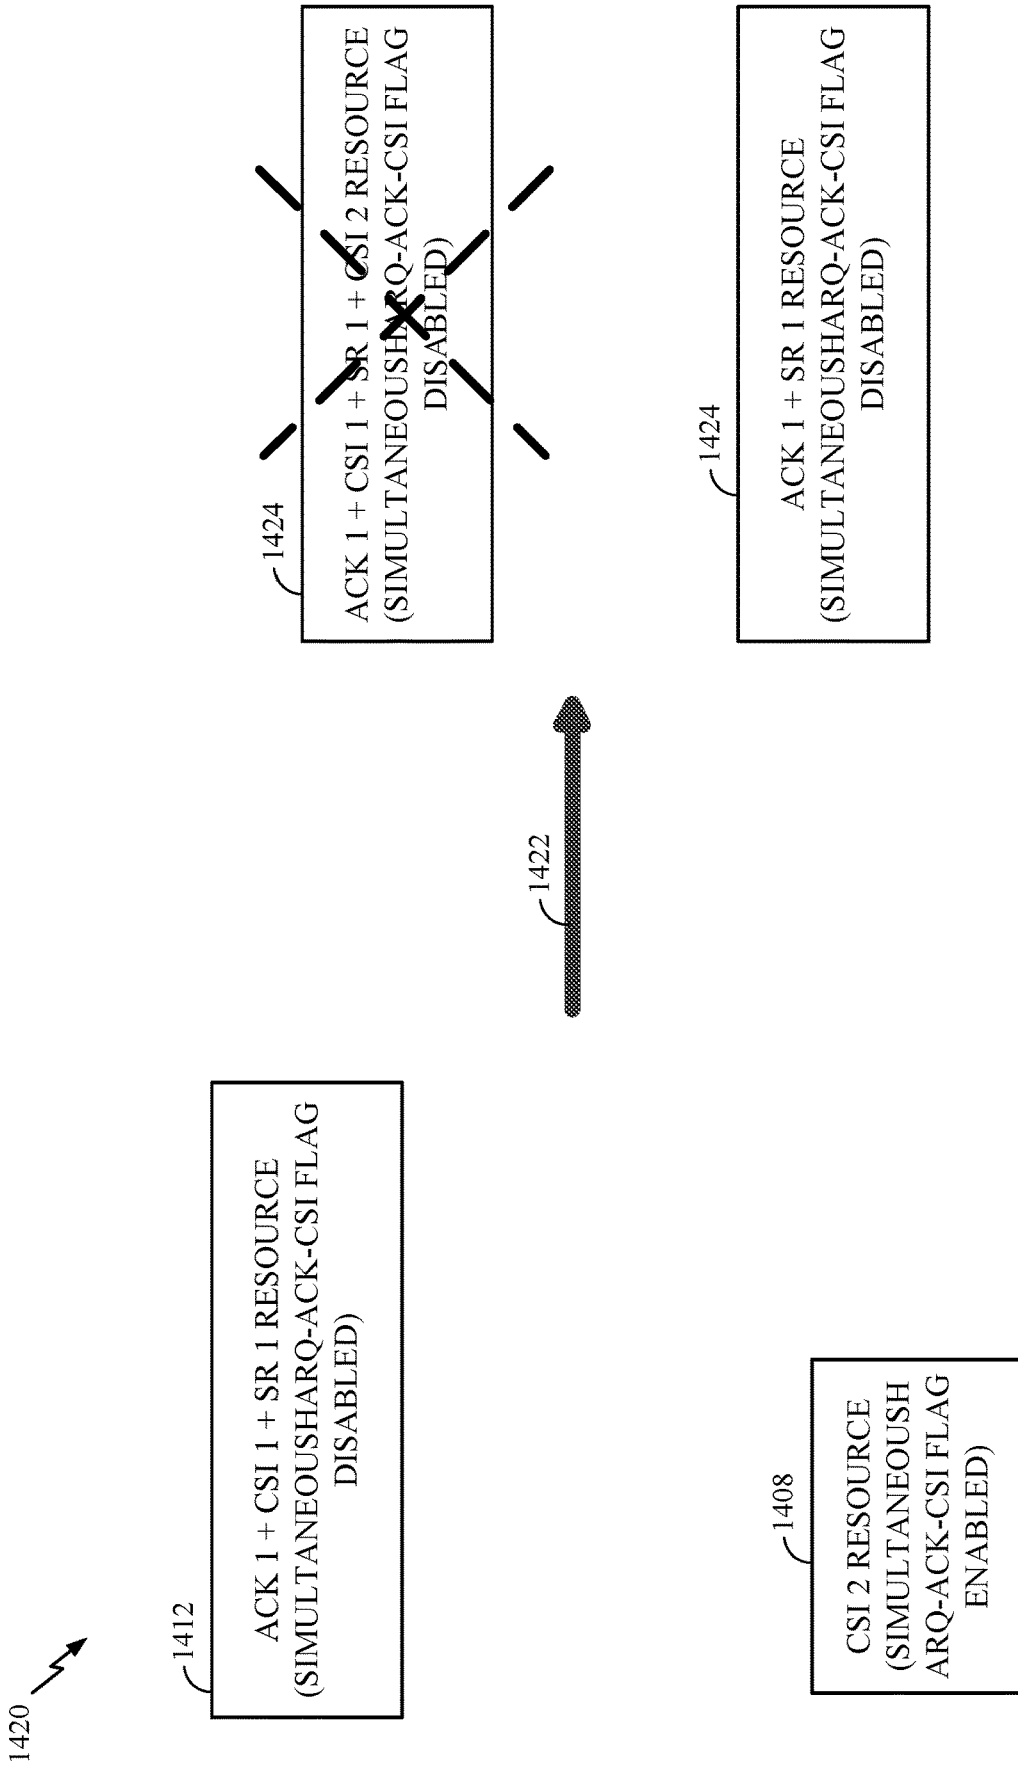 1420
1412
ACK 1 + CSI 1 + SR 1 RESOURCE
(SIMULTANEOUSHARQ-ACK-CSI FLAG
DISABLED)
1408
CSI 2 RESOURCE
(SIMULTANEOUSH
ARQ-ACK-CSI FLAG
ENABLED)
1422
1424
ACK 1 + CSI 1 + SR 1 + CSI 2 RESOURCE
(SIMULTANEOUSHARQ-ACK-CSI FLAG
DISABLED)
1424
ACK 1 + SR 1 RESOURCE
(SIMULTANEOUSHARQ-ACK-CSI FLAG
DISABLED)